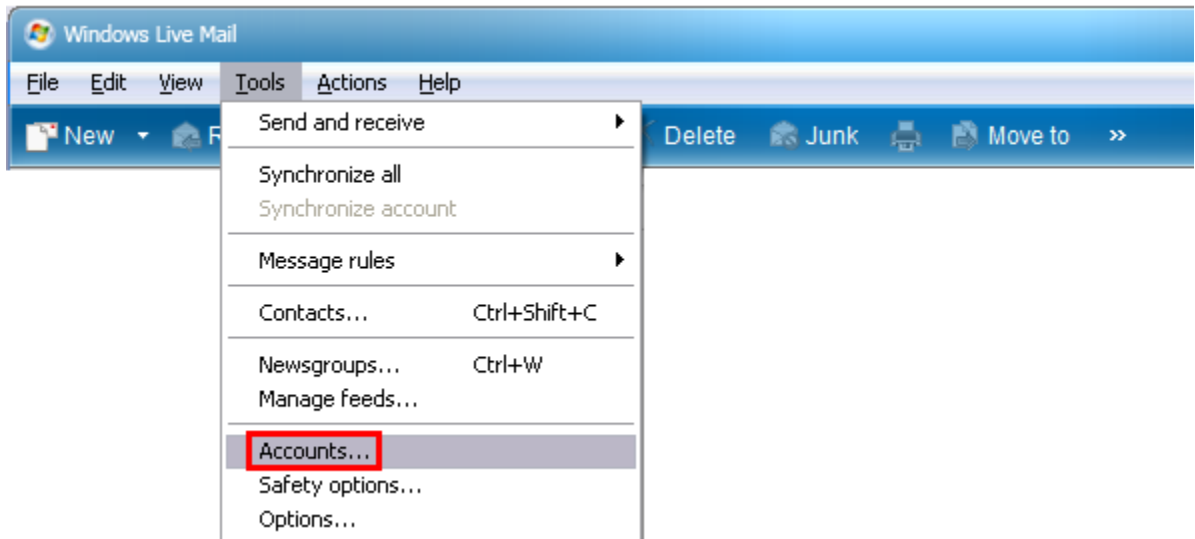 Windows Live Mail
File Edit View Tools Actions Help
New Delete Junk Move to »
Send and receive
Synchronize all
Synchronize account
Message rules
Contacts... Ctrl+Shift+C
Newsgroups... Ctrl+W
Manage feeds...
Accounts...
Safety options...
Options...